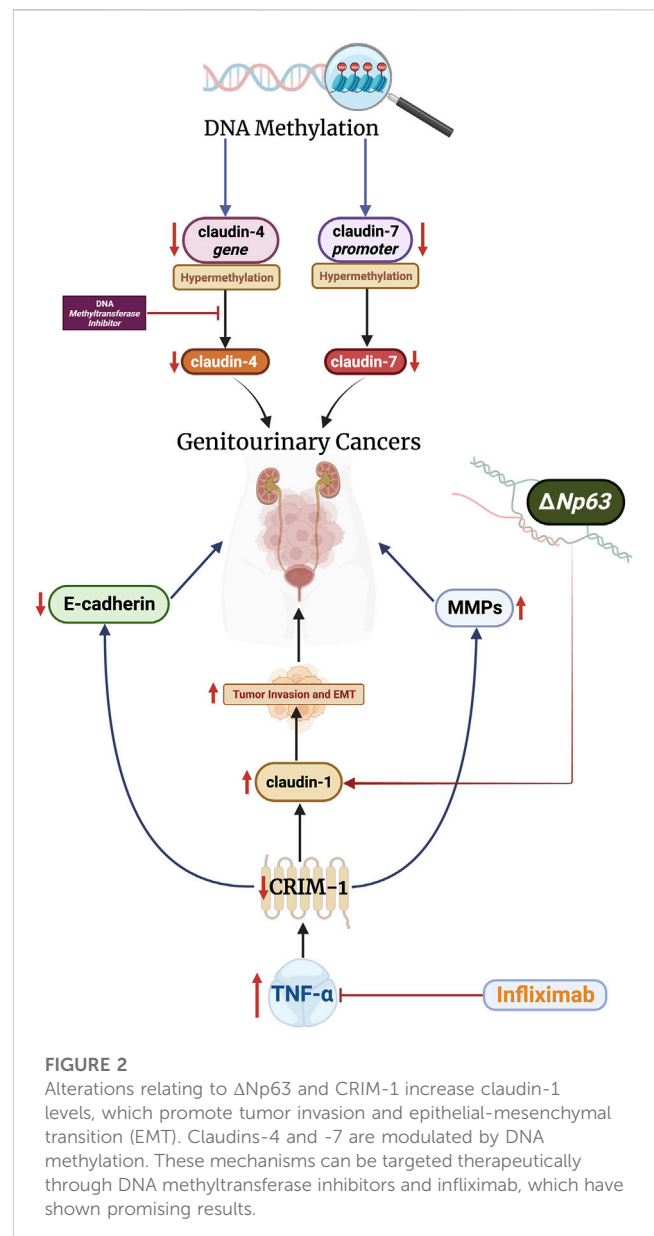 DNA Methylation
claudin-4
gene
claudin-7
promoter
Hypermethylation
Hypermethylation
DNA
Methyltransferase
Inhibitor
claudin-4
claudin-7
Genitourinary Cancers
ΔNp63
E-cadherin
MMPs
Tumor Invasion and EMT
claudin-1
CRIM-1
TNF-α
Infliximab
FIGURE 2
Alterations relating to ΔNp63 and CRIM-1 increase claudin-1
levels, which promote tumor invasion and epithelial-mesenchymal
transition (EMT). Claudins-4 and -7 are modulated by DNA
methylation. These mechanisms can be targeted therapeutically
through DNA methyltransferase inhibitors and infliximab, which have
shown promising results.